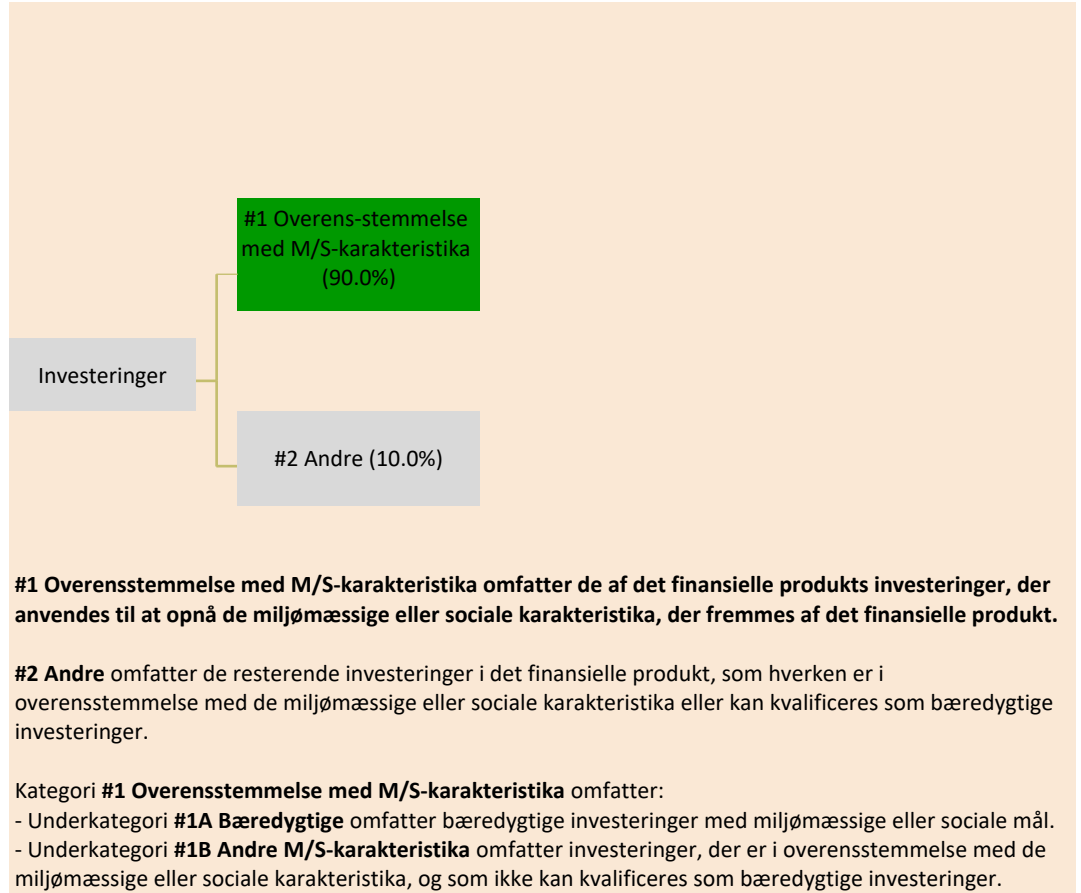 #1 Overens-stemmelse
med M/S-karakteristika
(90.0%)
Investeringer
#2 Andre (10.0%)
#1 Overensstemmelse med M/S-karakteristika omfatter de af det finansielle produkts investeringer, der
anvendes til at opnå de miljømæssige eller sociale karakteristika, der fremmes af det finansielle produkt.
#2 Andre omfatter de resterende investeringer i det finansielle produkt, som hverken er i
overensstemmelse med de miljømæssige eller sociale karakteristika eller kan kvalificeres som bæredygtige
investeringer.
Kategori #1 Overensstemmelse med M/S-karakteristika omfatter:
- Underkategori #1A Bæredygtige omfatter bæredygtige investeringer med miljømæssige eller sociale mål.
- Underkategori #1B Andre M/S-karakteristika omfatter investeringer, der er i overensstemmelse med de
miljømæssige eller sociale karakteristika, og som ikke kan kvalificeres som bæredygtige investeringer.